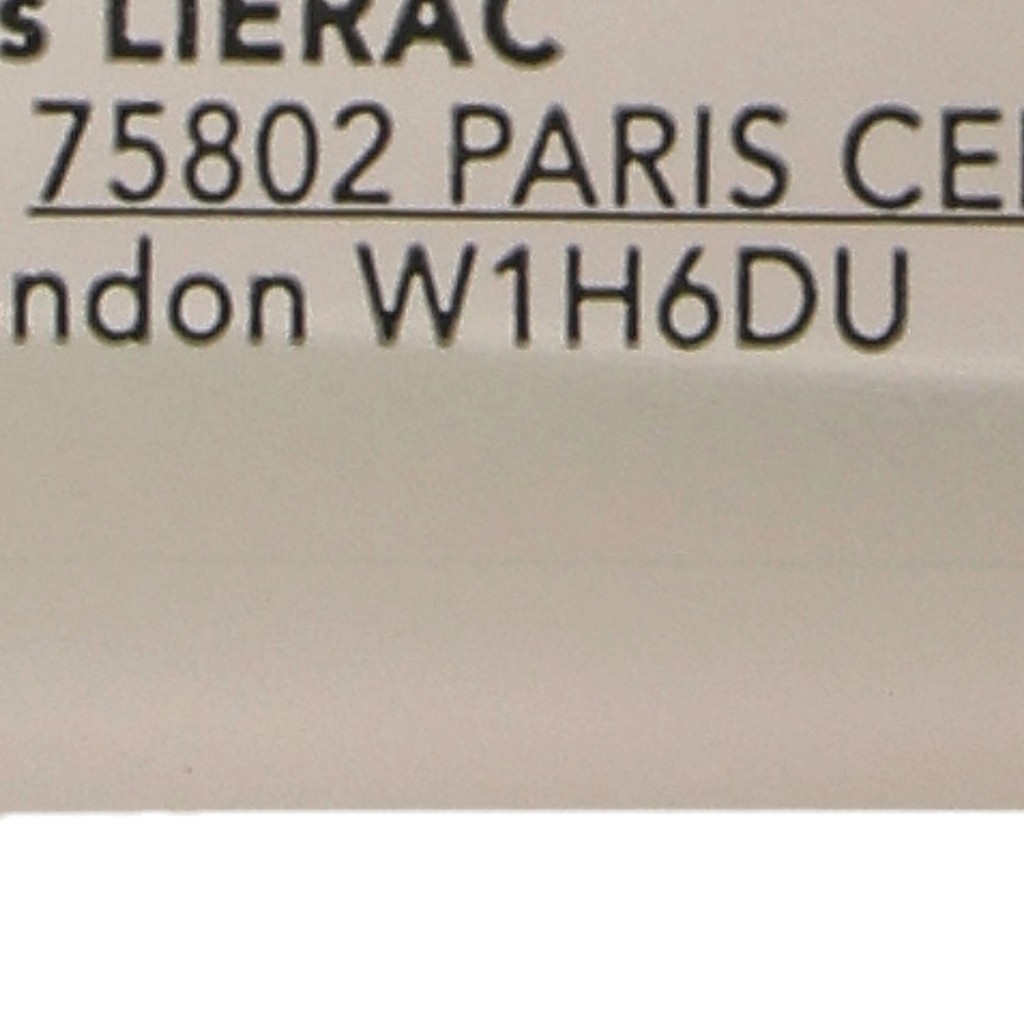 s LIERAC
75802 PARIS CE
ndon W1H6DU